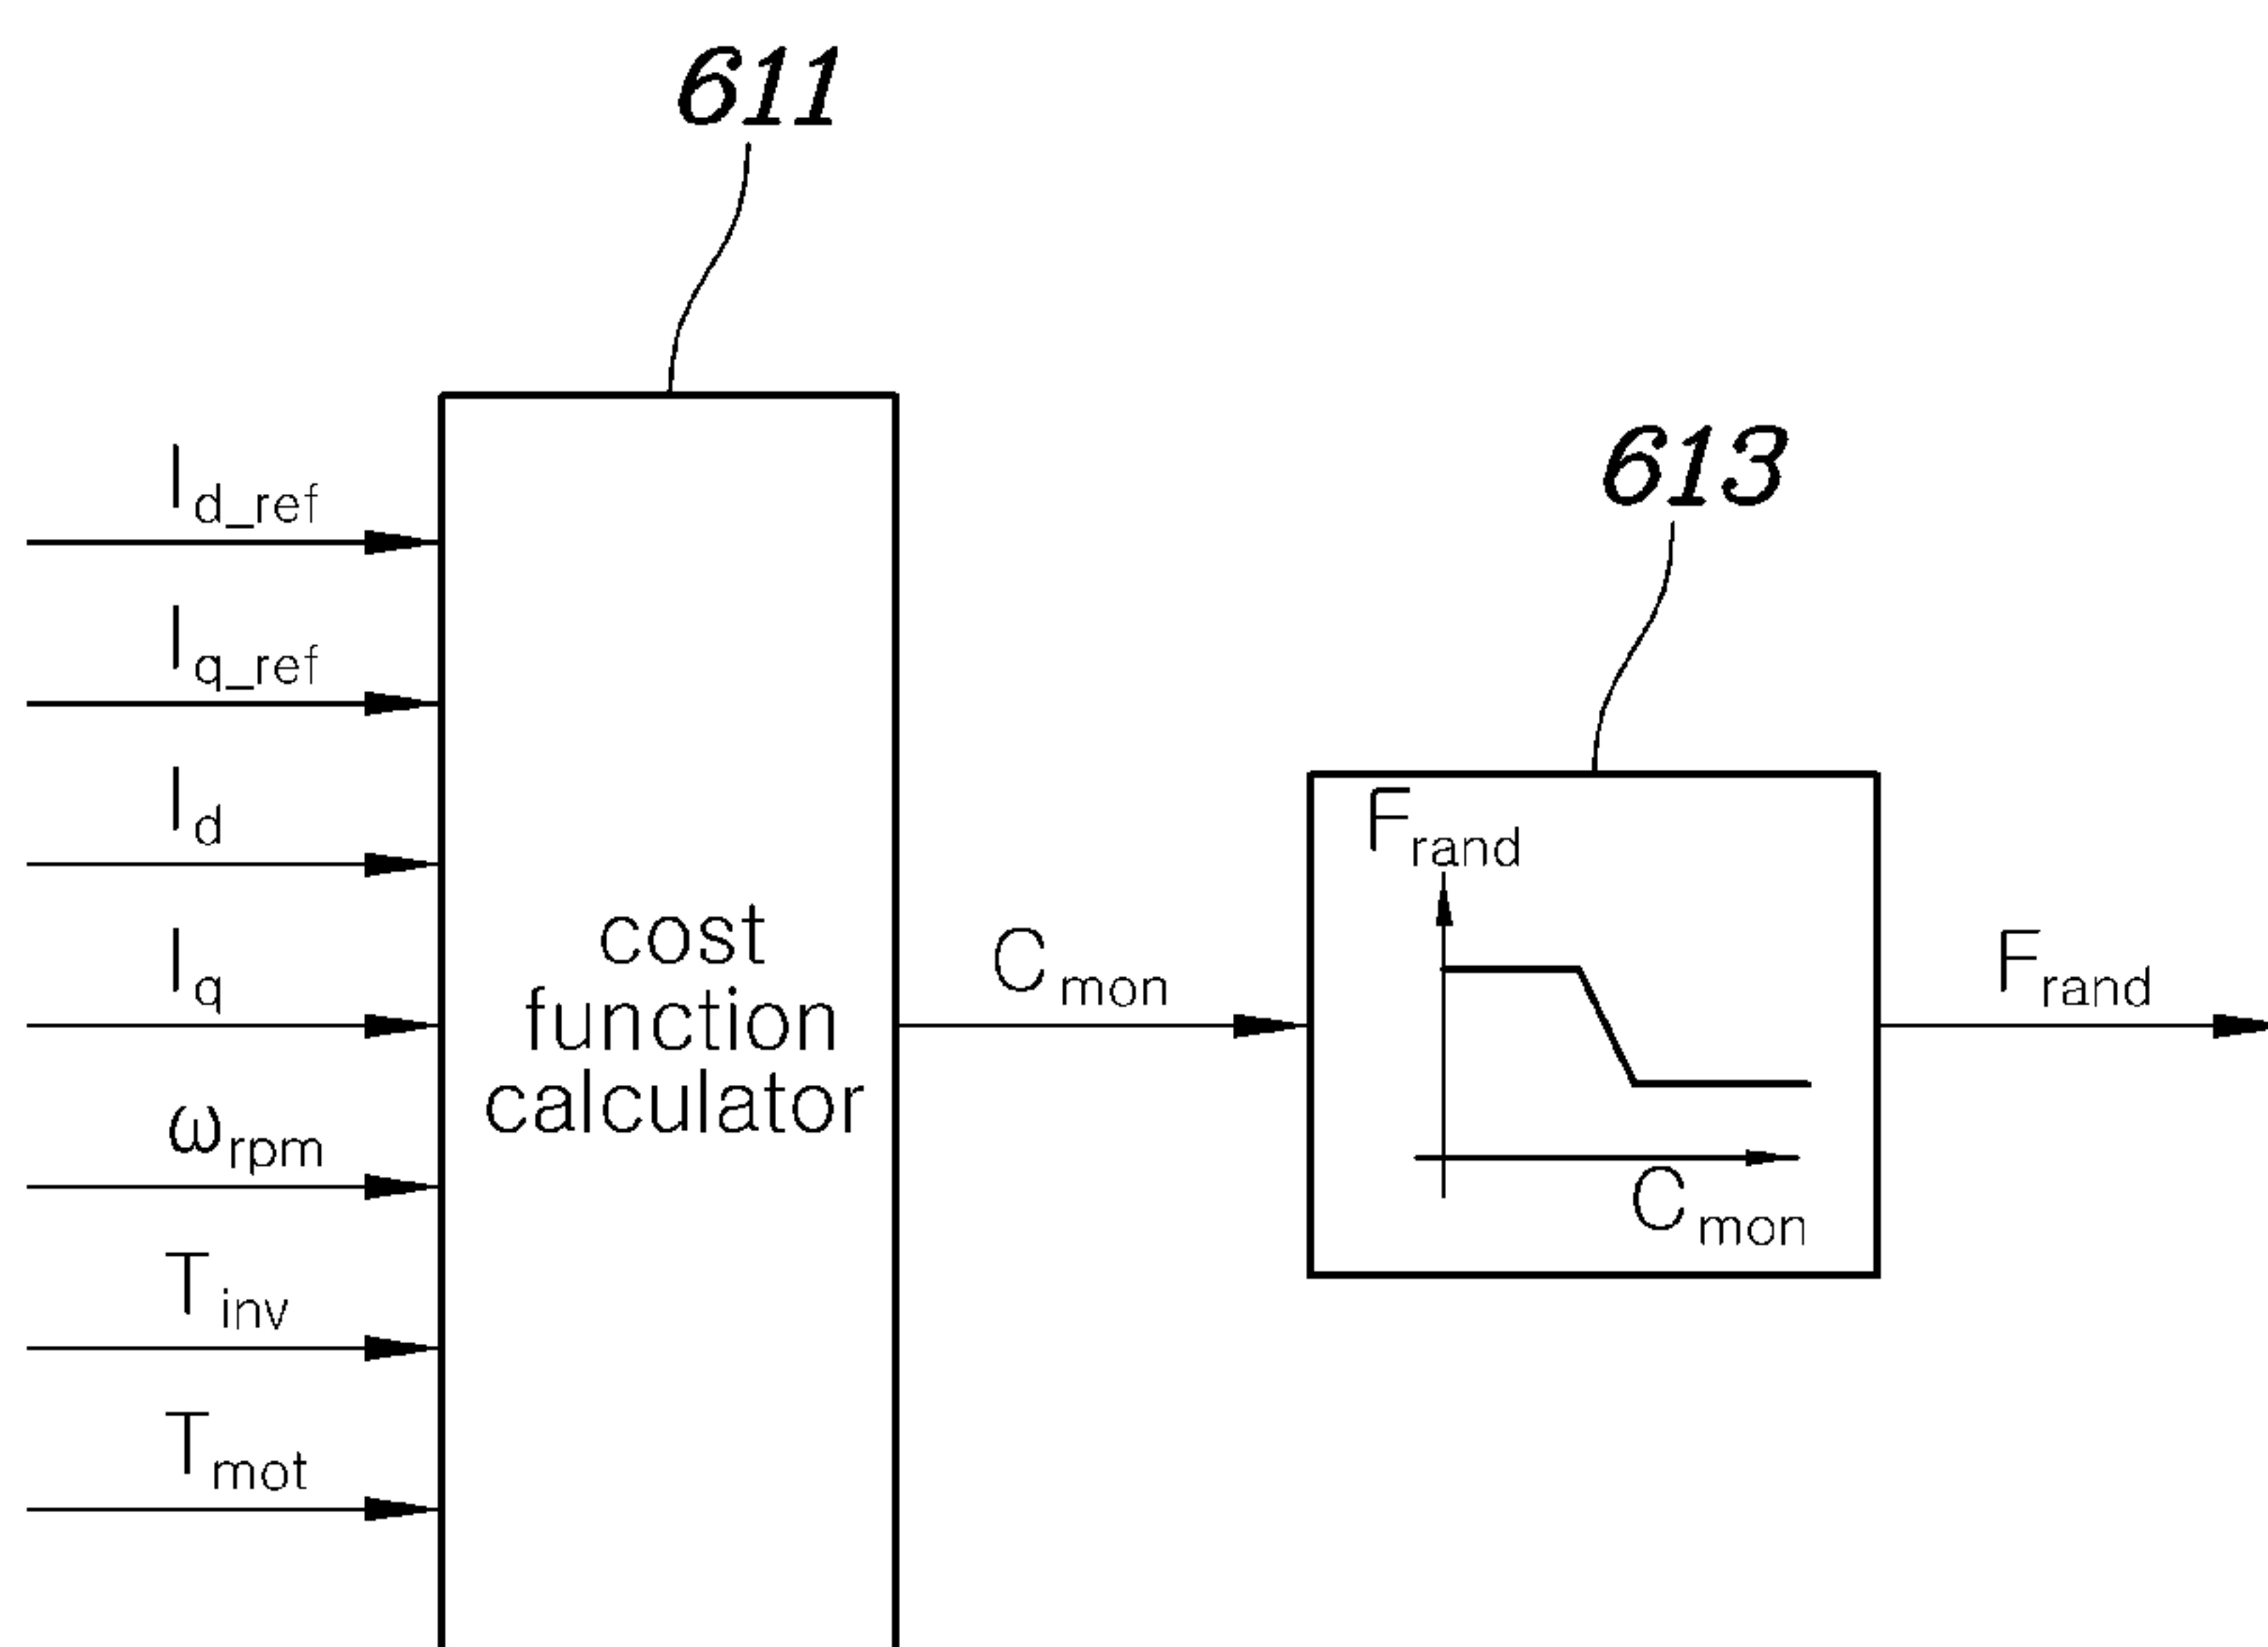 611
613
I_d_ref
I_q_ref
I_d
I_q
ω_rpm
T_inv
T_mot
cost
function
calculator
C_mon
F_rand
C_mon
F_rand